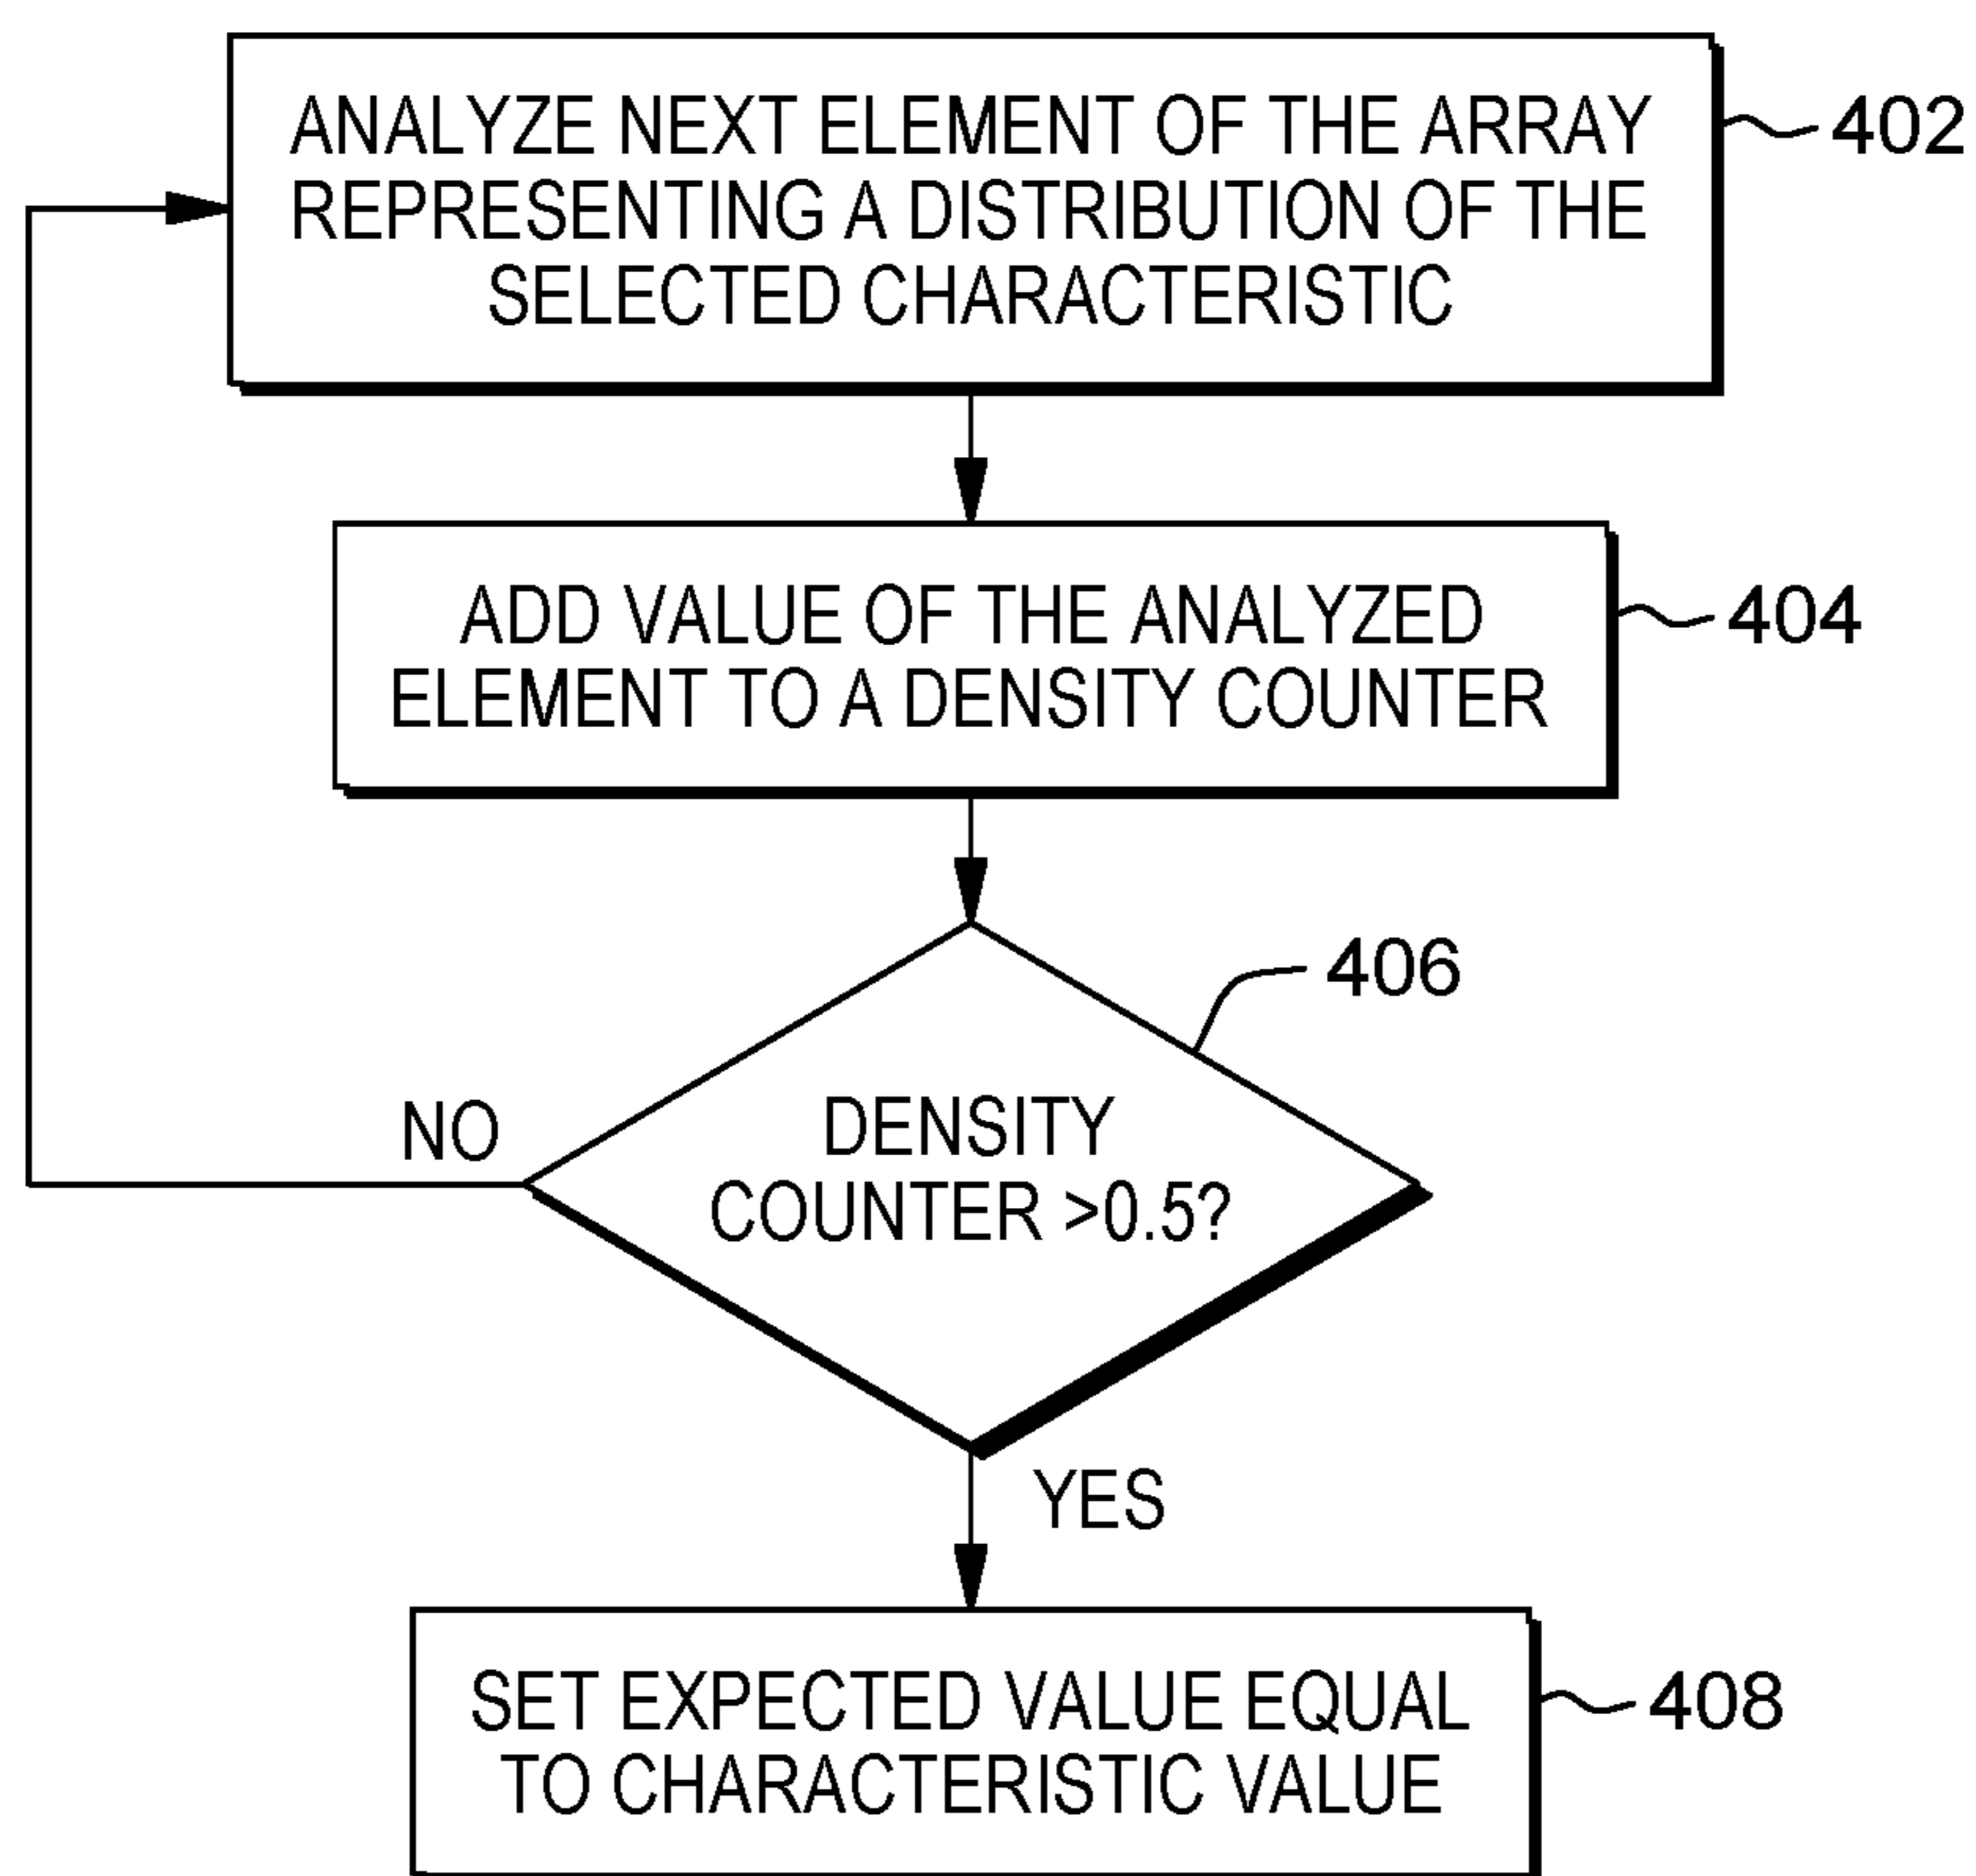 ANALYZE NEXT ELEMENT OF THE ARRAY
REPRESENTING A DISTRIBUTION OF THE
SELECTED CHARACTERISTIC
402
ADD VALUE OF THE ANALYZED
ELEMENT TO A DENSITY COUNTER
404
406
DENSITY
COUNTER >0.5?
NO
YES
SET EXPECTED VALUE EQUAL
TO CHARACTERISTIC VALUE
408